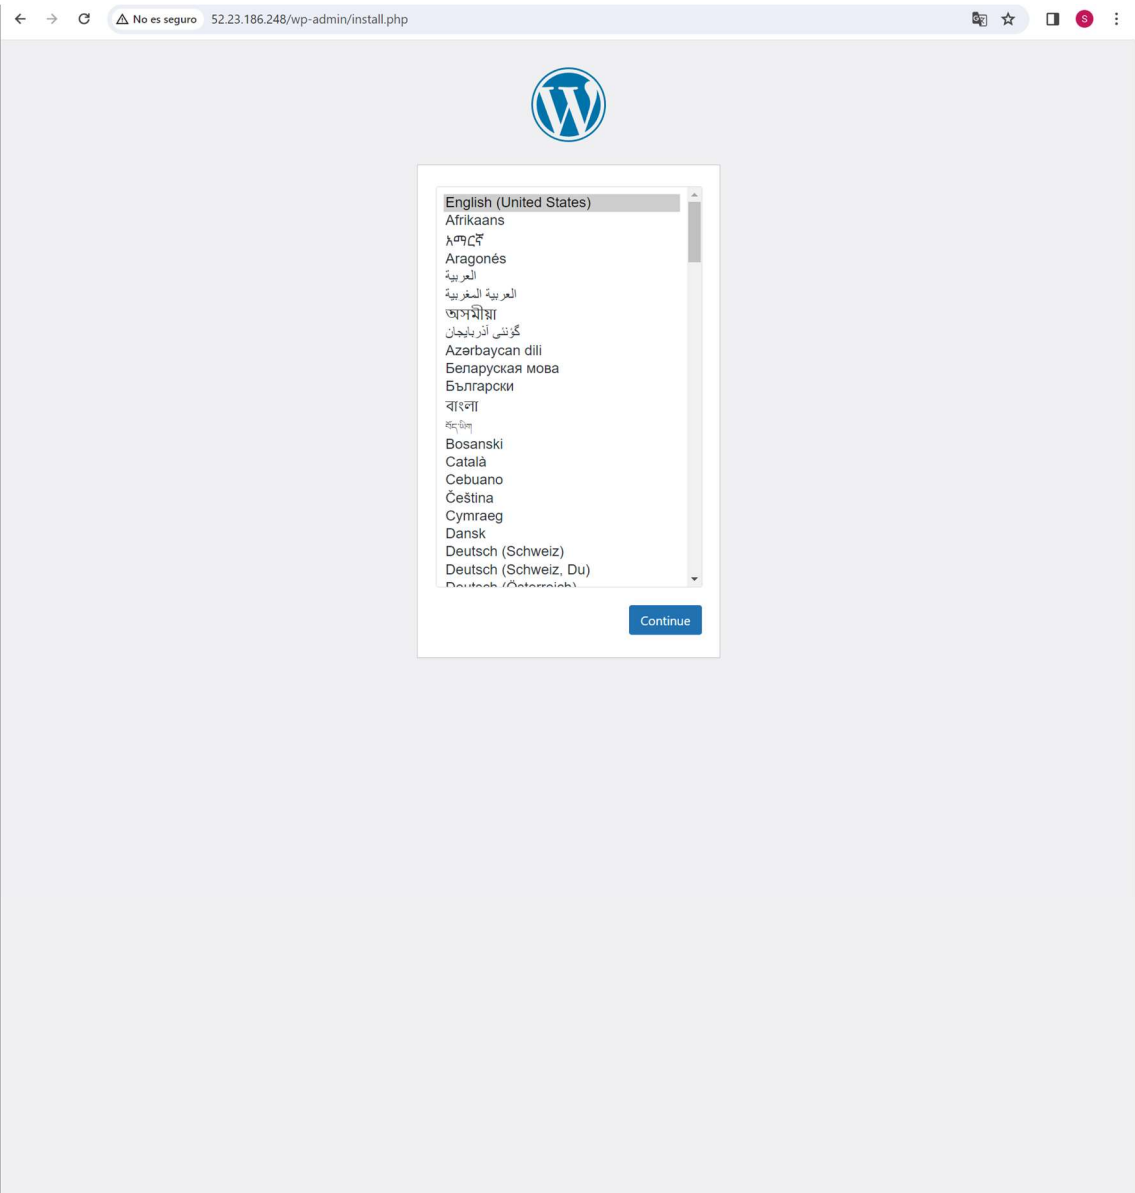 No es seguro 52.23.186.248/wp-admin/install.php
S
English (United States)
Afrikaans
አማርኛ
Aragonés
العربية
العربية المغربية
অসমীয়া
گؤنئی آذربایجان
Azərbaycan dili
Беларуская мова
Български
বাংলা
བོད་ཡིག
Bosanski
Català
Cebuano
Čeština
Cymraeg
Dansk
Deutsch (Schweiz)
Deutsch (Schweiz, Du)
Deutsch (Österreich)
Continue